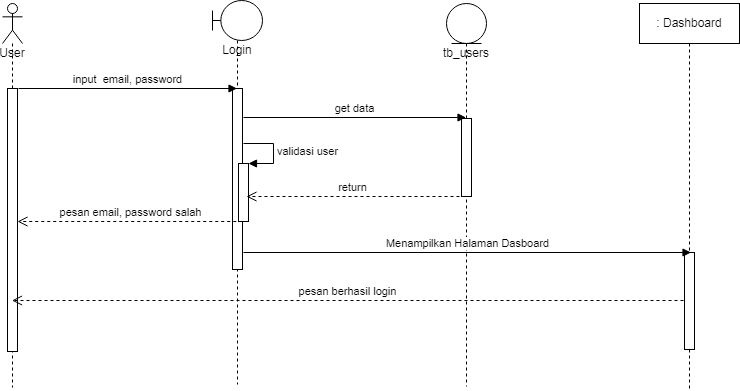 User
Login
tb_users
: Dashboard
input email, password
get data
validasi user
return
pesan email, password salah
Menampilkan Halaman Dasboard
pesan berhasil login